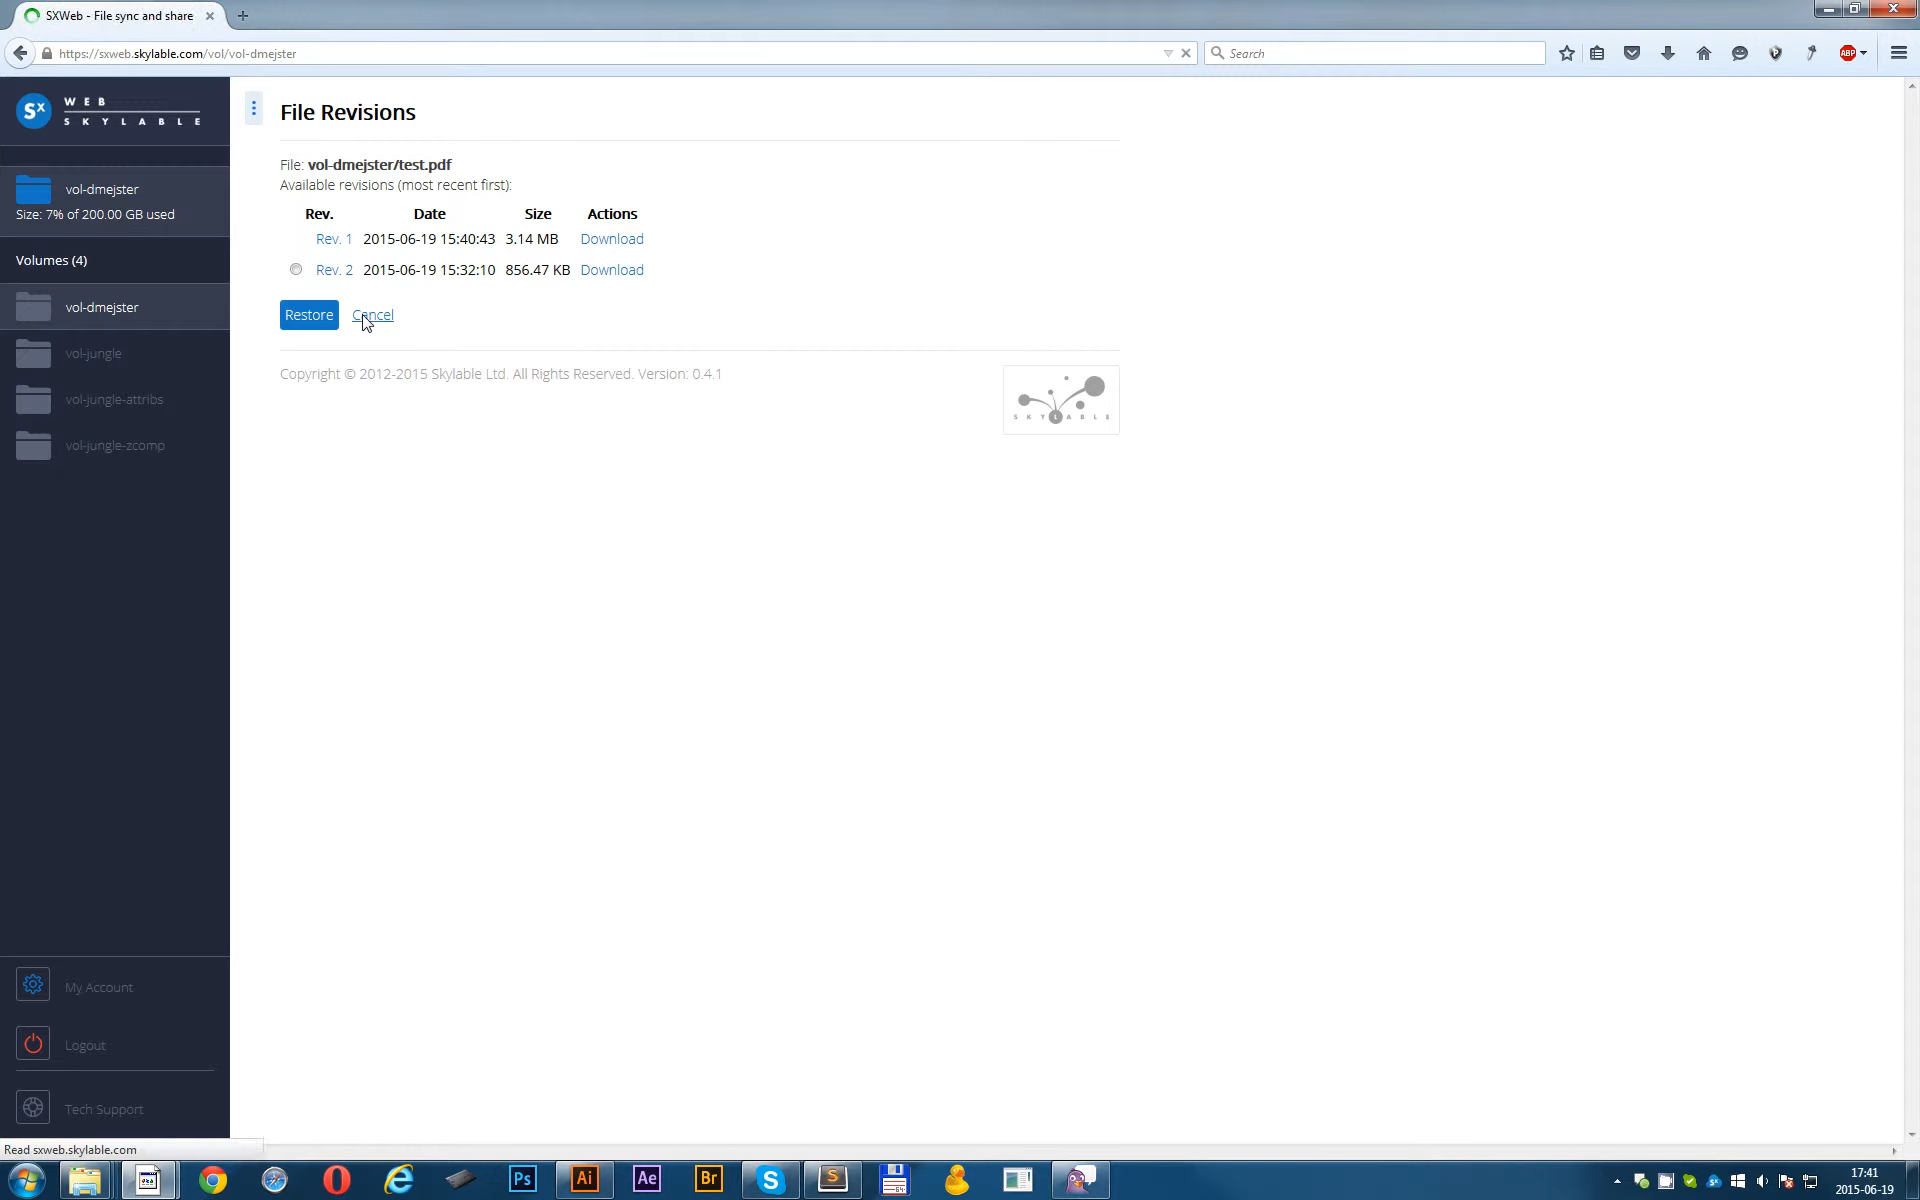 SXWeb - File sync and share
https://sxweb.skylable.com/vol/vol-dmejster
Search
ABP
Sx WEB
SKYLABLE
File Revisions
File: vol-dmejster/test.pdf
Available revisions (most recent first):
Rev. Date Size Actions
Rev. 1 2015-06-19 15:40:43 3.14 MB Download
Rev. 2 2015-06-19 15:32:10 856.47 KB Download
Restore Cancel
Copyright © 2012-2015 Skylable Ltd. All Rights Reserved. Version: 0.4.1
SKYLABLE
vol-dmejster
Size: 7% of 200.00 GB used
Volumes (4)
vol-dmejster
vol-jungle
vol-jungle-attribs
vol-jungle-zcomp
My Account
Logout
Tech Support
Read sxweb.skylable.com
Ps Ai Ae Br S S 64
17:41
2015-06-19